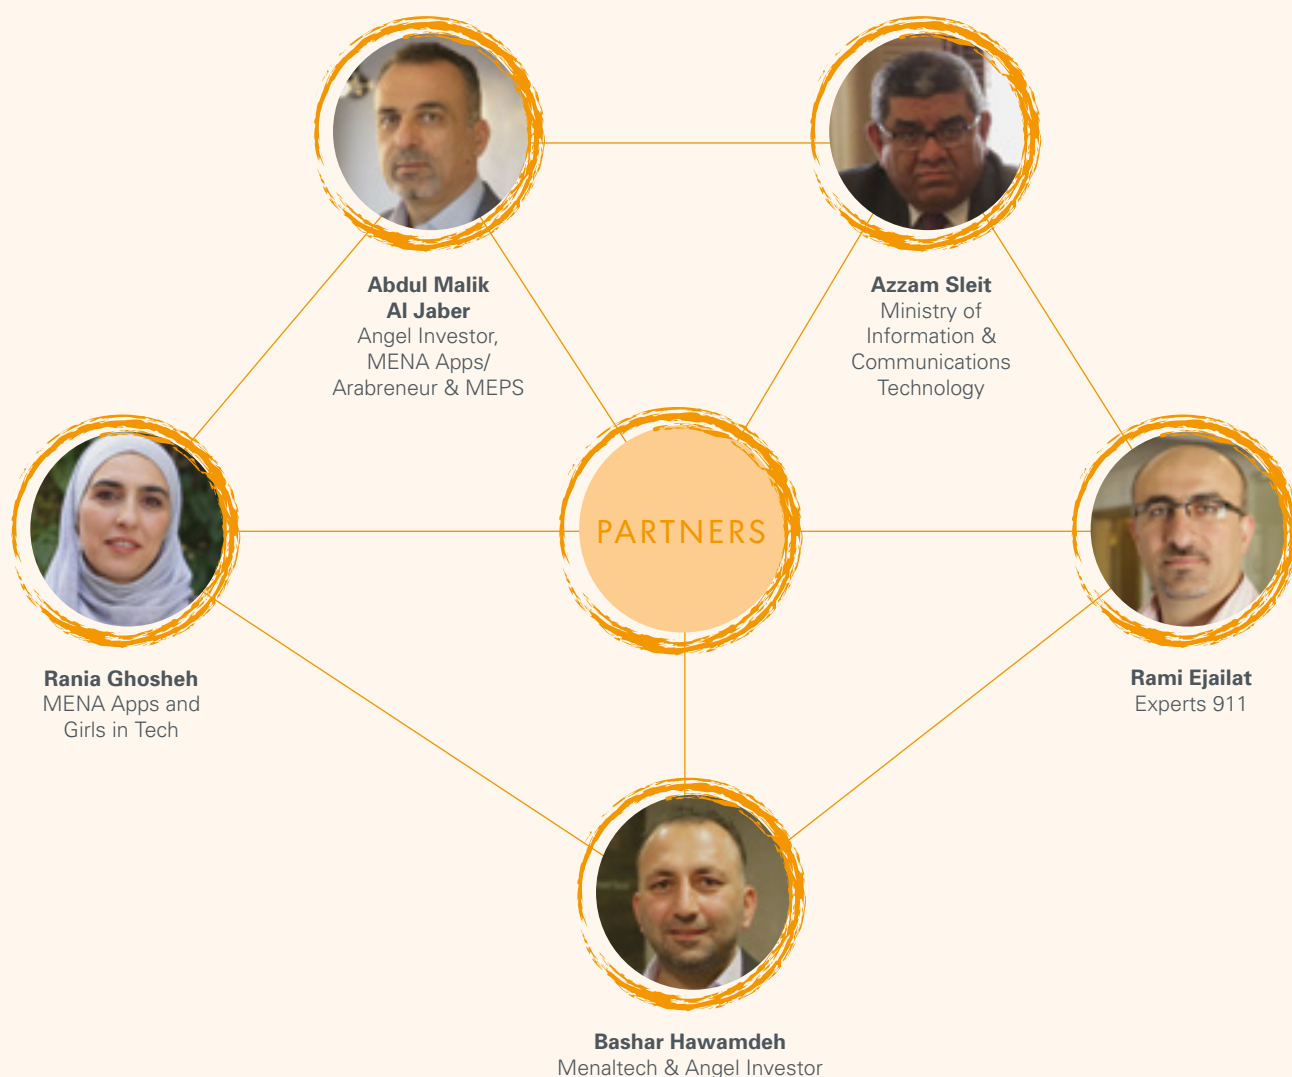 Abdul Malik
Al Jaber
Angel Investor,
MENA Apps/
Arabreneur & MEPS
Azzam Sleit
Ministry of
Information &
Communications
Technology
PARTNERS
Rania Ghosheh
MENA Apps and
Girls in Tech
Rami Ejailat
Experts 911
Bashar Hawamdeh
Menaltech & Angel Investor